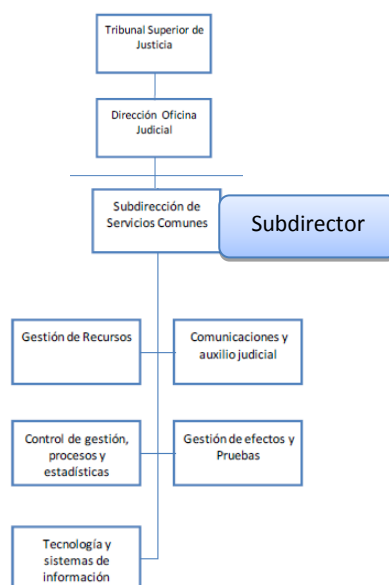 Tribunal Superior de
Justicia
Dirección Oficina
Judicial
Subdirección de
Servicios Comunes
Subdirector
Gestión de Recursos
Comunicaciones y
auxilio judicial
Control de gestión,
procesos y
estadísticas
Gestión de efectos y
Pruebas
Tecnología y
sistemas de
información